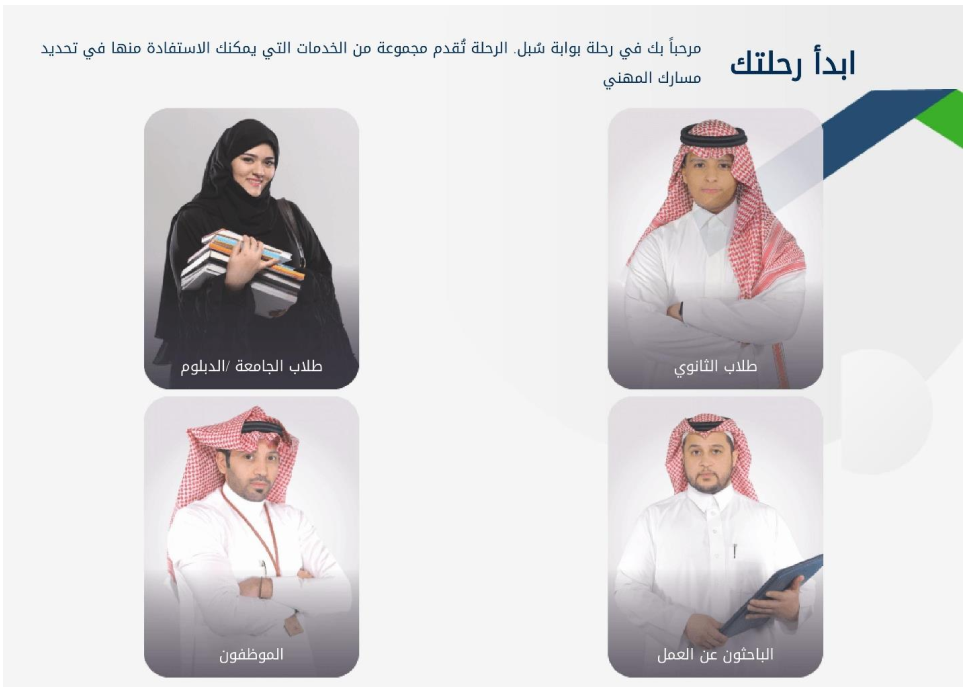 ابدأ رحلتك
مرحباً بك في رحلة بوابة سُبل. الرحلة تُقدم مجموعة من الخدمات التي يمكنك الاستفادة منها في تحديد
مسارك المهني
طلاب الثانوي
طلاب الجامعة /الدبلوم
الباحثون عن العمل
الموظفون